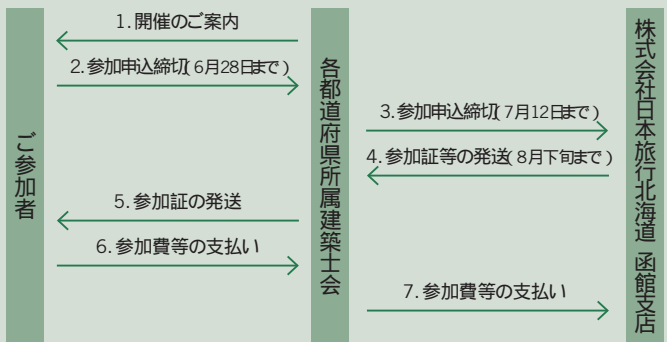 ご参加者
各都道府県所属建築士会
株式会社日本旅行北海道 函館支店
1.開催のご案内
2.参加申込締切(6月28日まで)
3.参加申込締切(7月12日まで)
4.参加証等の発送(8月下旬まで)
5.参加証の発送
6.参加費等の支払い
7.参加費等の支払い